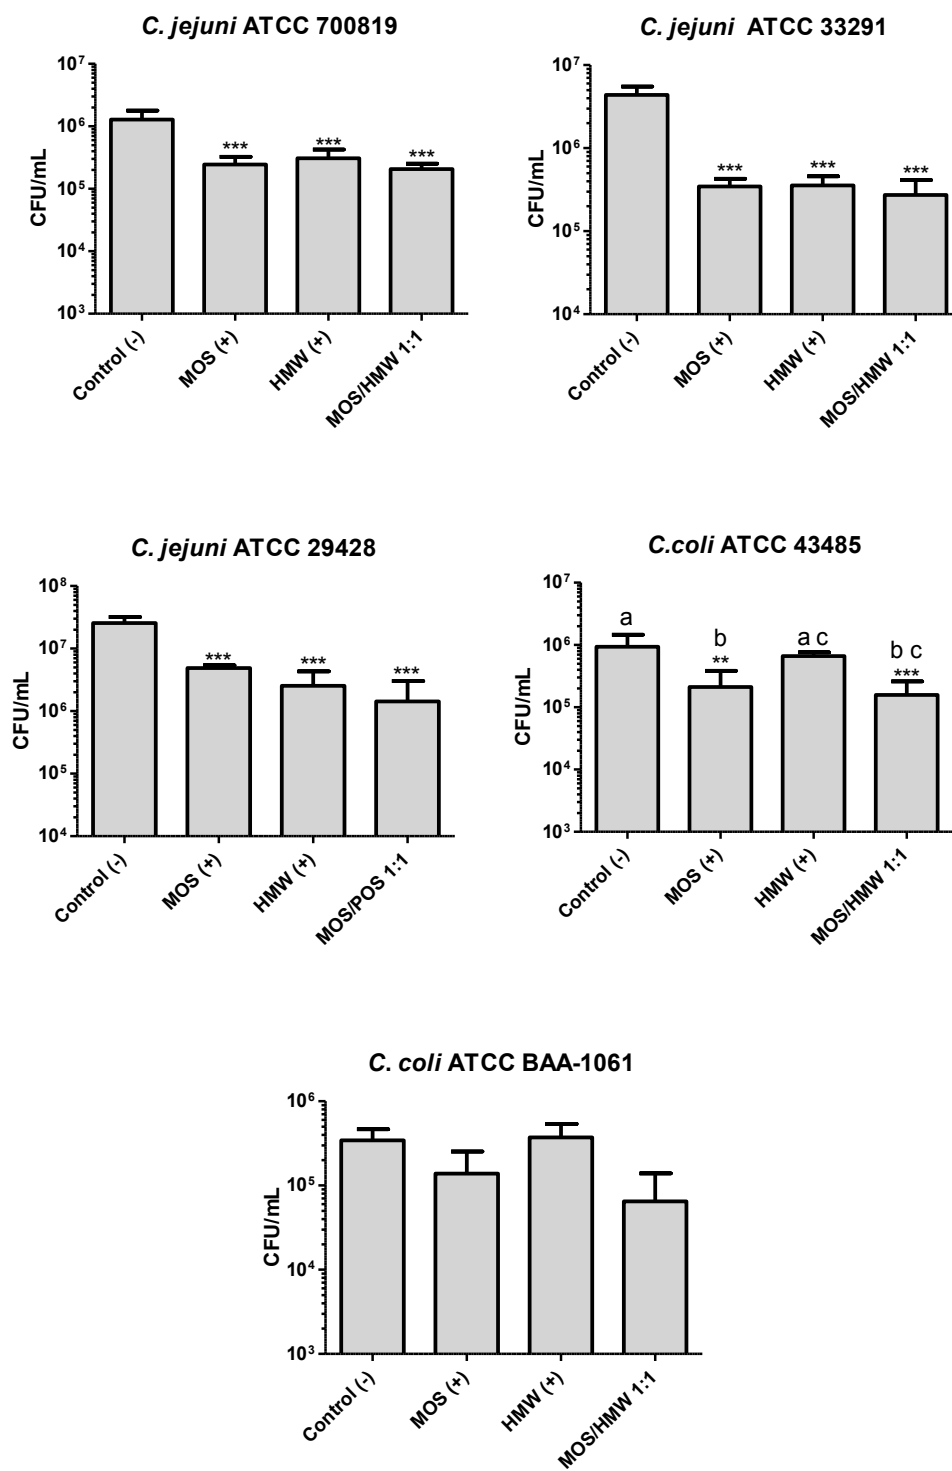 C. jejuni ATCC 700819
CFU/mL
10⁷
10⁶
10⁵
10⁴
10³
*** *** ***
Control (-)
MOS (+)
HMW (+)
MOS/HMW 1:1
C. jejuni ATCC 33291
CFU/mL
10⁷
10⁶
10⁵
10⁴
*** *** ***
Control (-)
MOS (+)
HMW (+)
MOS/HMW 1:1
C. jejuni ATCC 29428
CFU/mL
10⁸
10⁷
10⁶
10⁵
10⁴
*** *** ***
Control (-)
MOS (+)
HMW (+)
MOS/POS 1:1
C.coli ATCC 43485
CFU/mL
10⁷
10⁶
10⁵
10⁴
10³
a b a c b c
** ***
Control (-)
MOS (+)
HMW (+)
MOS/HMW 1:1
C. coli ATCC BAA-1061
CFU/mL
10⁶
10⁵
10⁴
10³
Control (-)
MOS (+)
HMW (+)
MOS/HMW 1:1